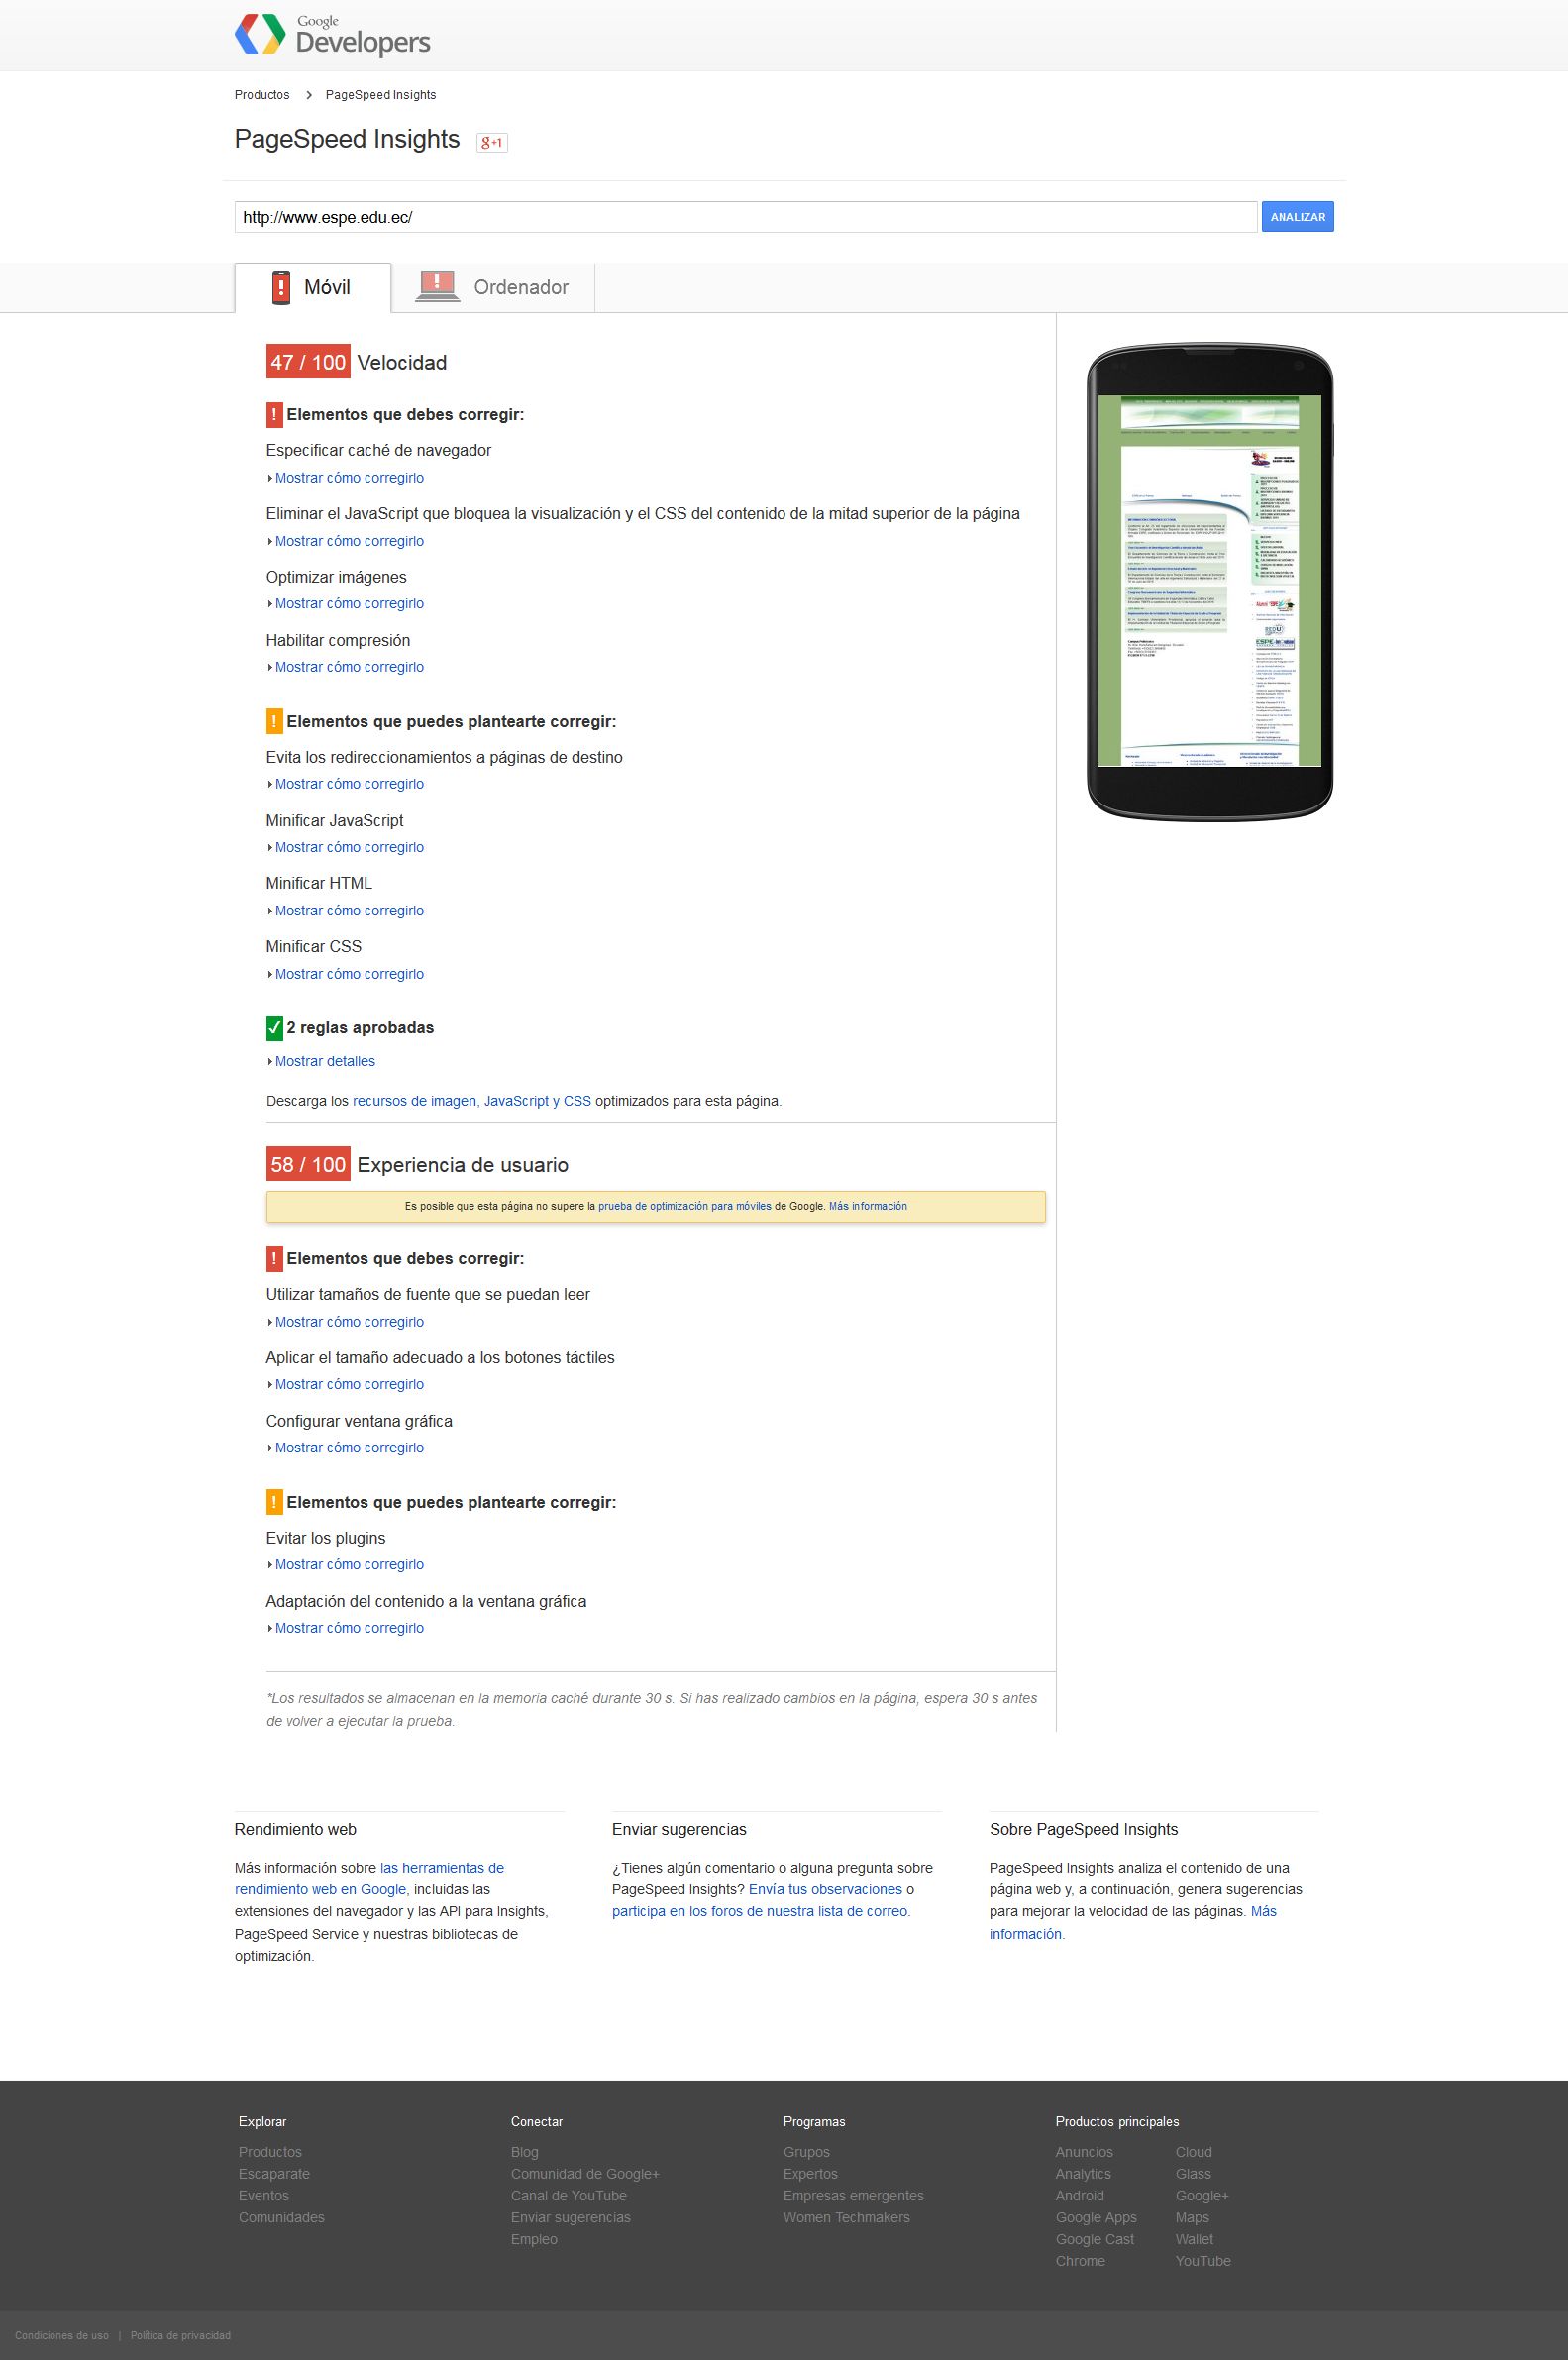 Google
Developers
Productos > PageSpeed Insights
PageSpeed Insights g+1
http://www.espe.edu.ec/ ANALIZAR
Móvil Ordenador
47 / 100 Velocidad
! Elementos que debes corregir:
Especificar caché de navegador
Mostrar cómo corregirlo
Eliminar el JavaScript que bloquea la visualización y el CSS del contenido de la mitad superior de la página
Mostrar cómo corregirlo
Optimizar imágenes
Mostrar cómo corregirlo
Habilitar compresión
Mostrar cómo corregirlo
! Elementos que puedes plantearte corregir:
Evita los redireccionamientos a páginas de destino
Mostrar cómo corregirlo
Minificar JavaScript
Mostrar cómo corregirlo
Minificar HTML
Mostrar cómo corregirlo
Minificar CSS
Mostrar cómo corregirlo
2 reglas aprobadas
Mostrar detalles
Descarga los recursos de imagen, JavaScript y CSS optimizados para esta página.
58 / 100 Experiencia de usuario
Es posible que esta página no supere la prueba de optimización para móviles de Google. Más información
! Elementos que debes corregir:
Utilizar tamaños de fuente que se puedan leer
Mostrar cómo corregirlo
Aplicar el tamaño adecuado a los botones táctiles
Mostrar cómo corregirlo
Configurar ventana gráfica
Mostrar cómo corregirlo
! Elementos que puedes plantearte corregir:
Evitar los plugins
Mostrar cómo corregirlo
Adaptación del contenido a la ventana gráfica
Mostrar cómo corregirlo
*Los resultados se almacenan en la memoria caché durante 30 s. Si has realizado cambios en la página, espera 30 s antes
de volver a ejecutar la prueba.
Rendimiento web
Más información sobre las herramientas de
rendimiento web en Google, incluidas las
extensiones del navegador y las API para Insights,
PageSpeed Service y nuestras bibliotecas de
optimización.
Enviar sugerencias
¿Tienes algún comentario o alguna pregunta sobre
PageSpeed Insights? Envía tus observaciones o
participa en los foros de nuestra lista de correo.
Sobre PageSpeed Insights
PageSpeed Insights analiza el contenido de una
página web y, a continuación, genera sugerencias
para mejorar la velocidad de las páginas. Más
información.
Explorar
Productos
Escaparate
Eventos
Comunidades
Conectar
Blog
Comunidad de Google+
Canal de YouTube
Enviar sugerencias
Empleo
Programas
Grupos
Expertos
Empresas emergentes
Women Techmakers
Productos principales
Anuncios
Analytics
Android
Google Apps
Google Cast
Chrome
Cloud
Glass
Google+
Maps
Wallet
YouTube
Condiciones de uso | Política de privacidad